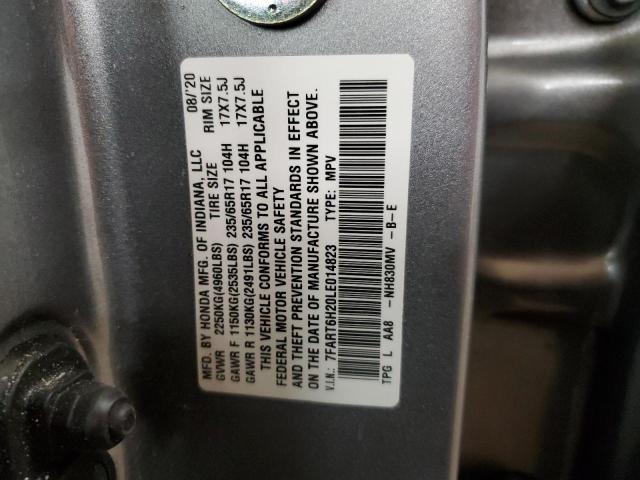 MFD. BY HONDA MFG. OF INDIANA, LLC 08/'20
TIRE SIZE RIM SIZE
GVWR 2250KG(4960LBS)
GAWR F 1150KG(2535LBS) 235/65R17 104H 17X7.5J
GAWR R 1130KG(2491LBS) 235/65R17 104H 17X7.5J
THIS VEHICLE CONFORMS TO ALL APPLICABLE
FEDERAL MOTOR VEHICLE SAFETY
AND THEFT PREVENTION STANDARDS IN EFFECT
ON THE DATE OF MANUFACTURE SHOWN ABOVE.
V.I.N.: 7FART6H20LE014823 TYPE: MPV
TPG L AA8 -NH830MV -B-E